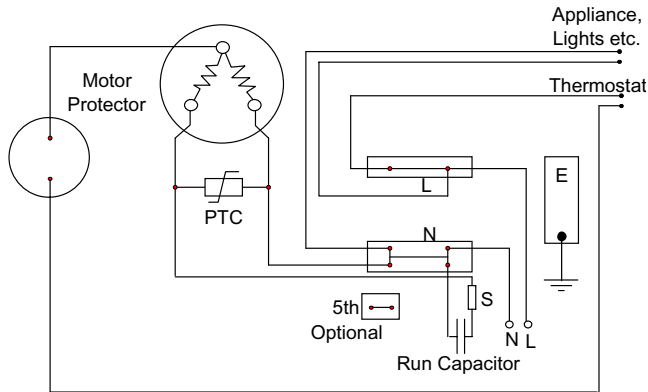 Appliance,
Lights etc.
Motor
Protector
Thermostat
L
E
PTC
N
S
5th
Optional
N L
Run Capacitor